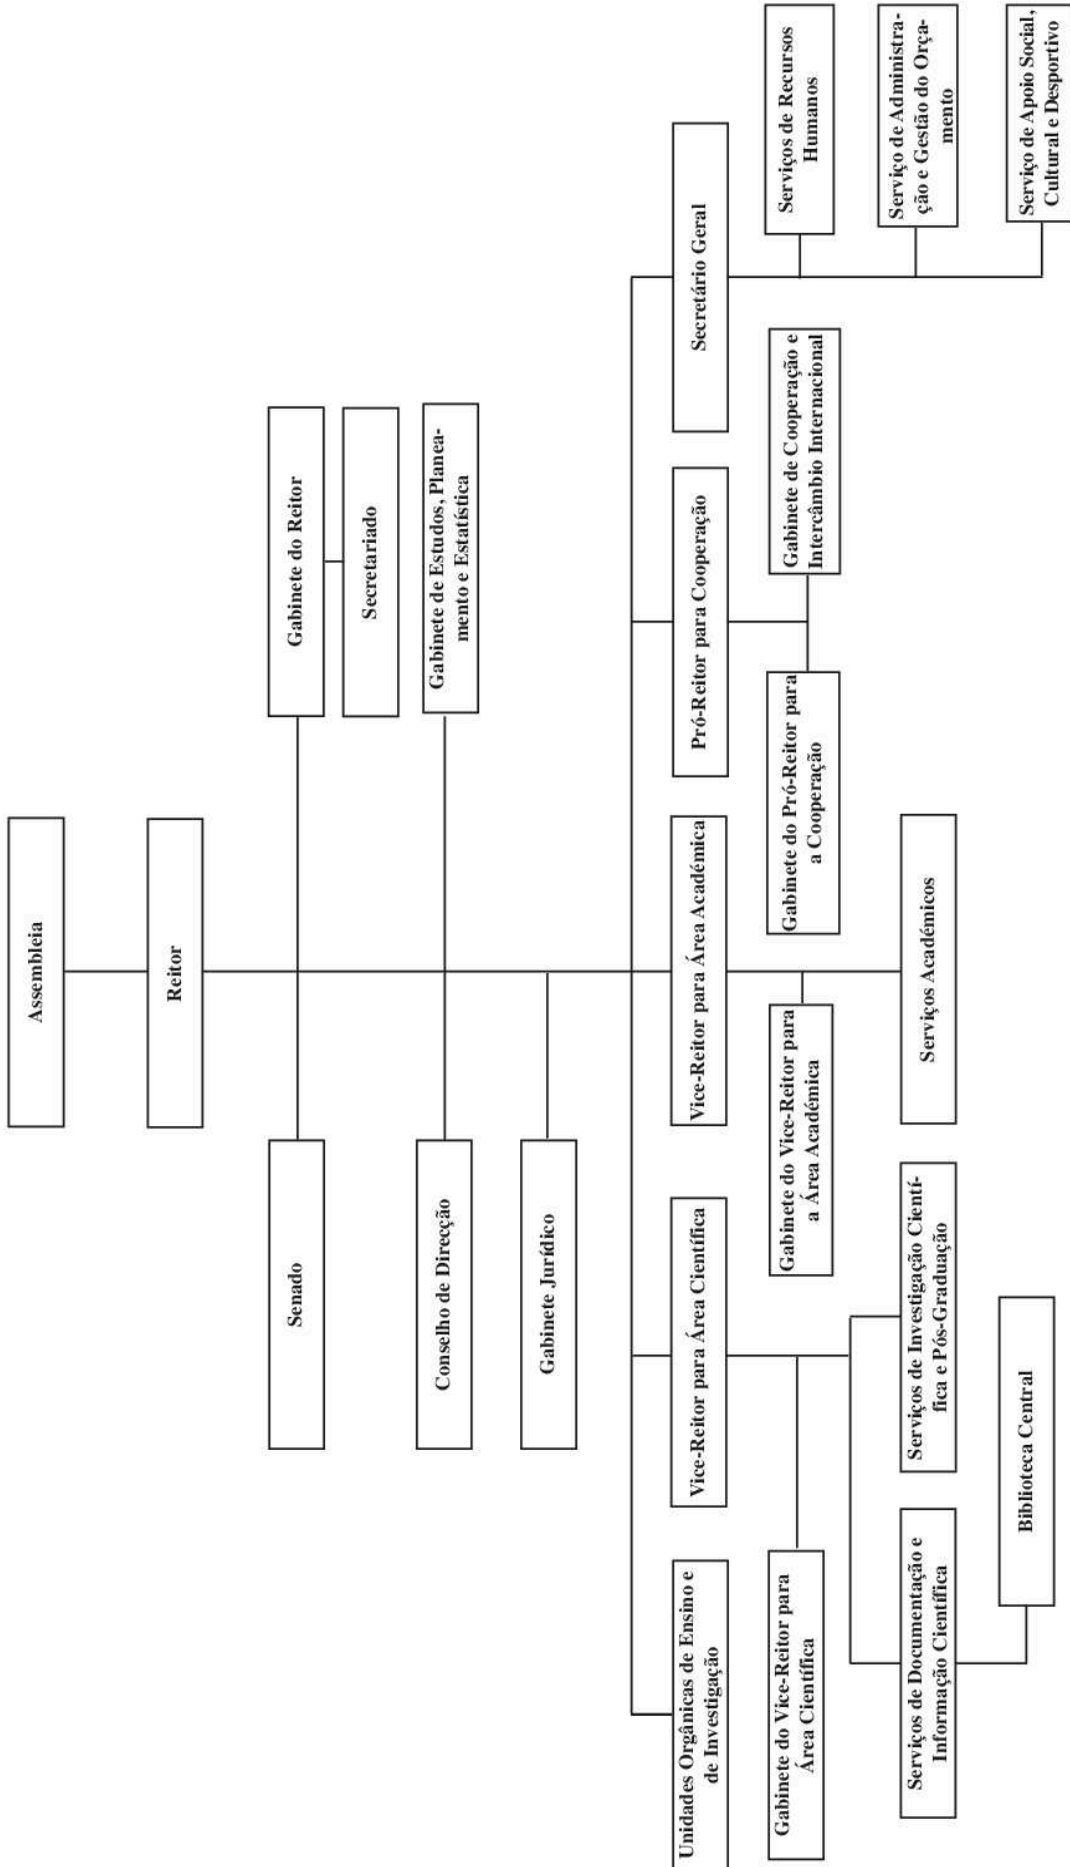 Assembleia
Reitor
Senado
Gabinete do Reitor
Secretariado
Conselho de Direcção
Gabinete de Estudos, Planea-
mento e Estatística
Gabinete Jurídico
Unidades Orgânicas de Ensino e
de Investigação
Vice-Reitor para Área Científica
Vice-Reitor para Área Académica
Pró-Reitor para Cooperação
Secretário Geral
Gabinete do Vice-Reitor para
Área Científica
Gabinete do Vice-Reitor para
a Área Académica
Gabinete do Pró-Reitor para
a Cooperação
Gabinete de Cooperação e
Intercâmbio Internacional
Serviços de Recursos
Humanos
Serviços de Documentação e
Informação Científica
Serviços de Investigação Cientí-
fica e Pós-Graduação
Serviços Académicos
Serviço de Administra-
ção e Gestão do Orça-
mento
Biblioteca Central
Serviço de Apoio Social,
Cultural e Desportivo